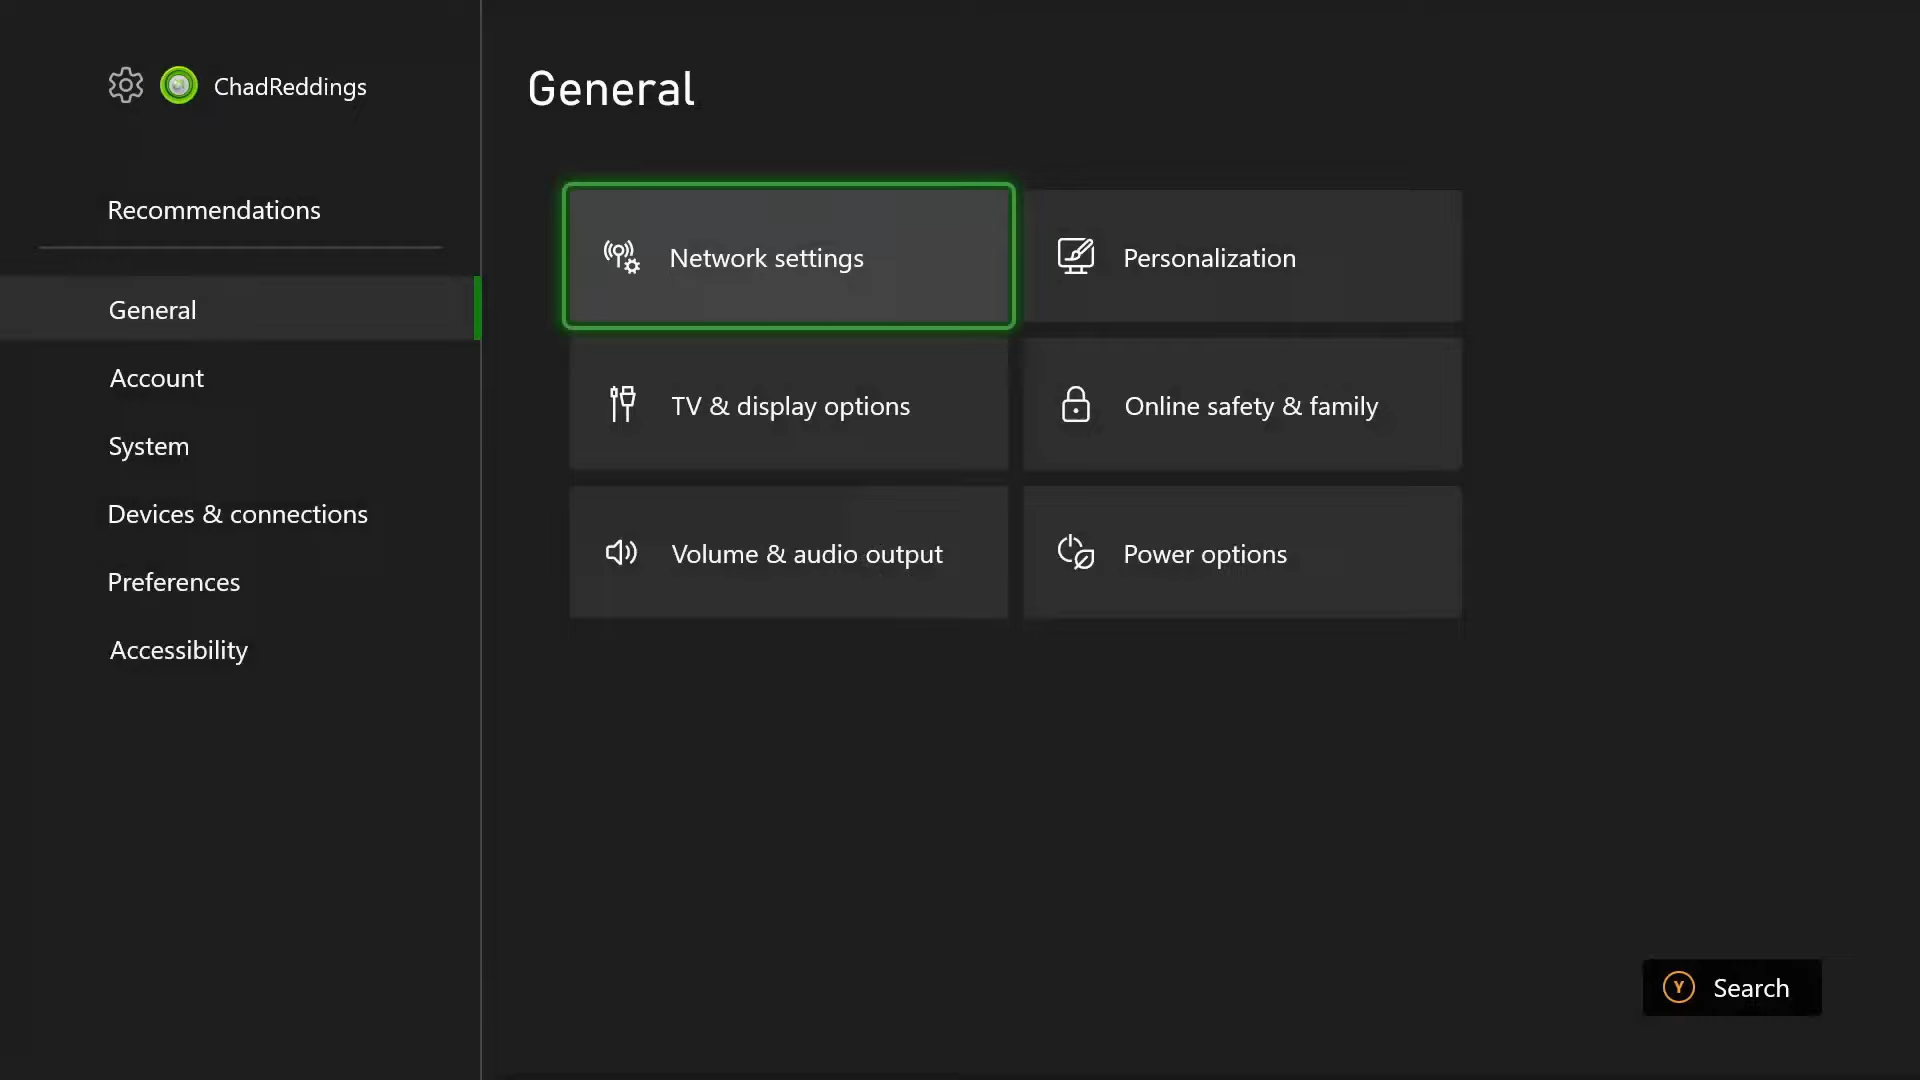 ChadReddings
Recommendations
General
Account
System
Devices & connections
Preferences
Accessibility
General
Network settings
Personalization
TV & display options
Online safety & family
Volume & audio output
Power options
Y Search